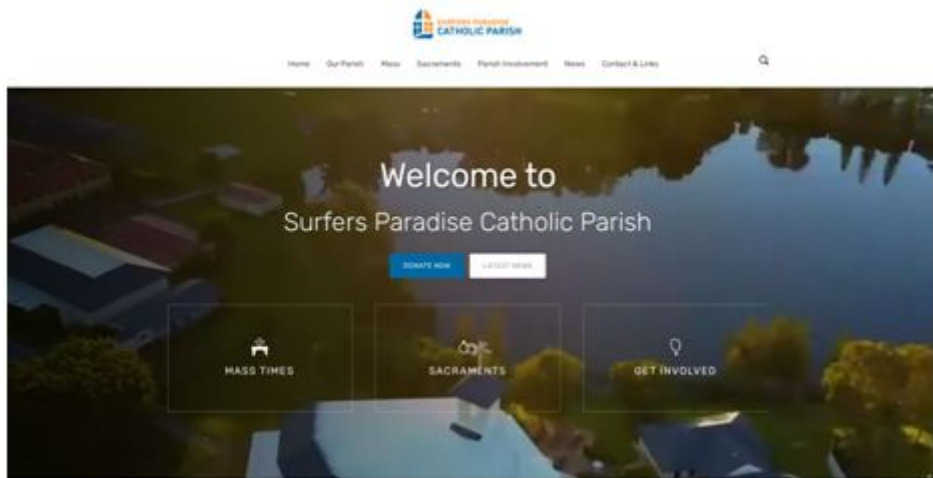 SURFERS PARADISE
CATHOLIC PARISH
Home Our Parish Mass Sacraments Parish Involvement News Contact & Links
Welcome to
Surfers Paradise Catholic Parish
DONATE NOW LATEST NEWS
MASS TIMES SACRAMENTS GET INVOLVED